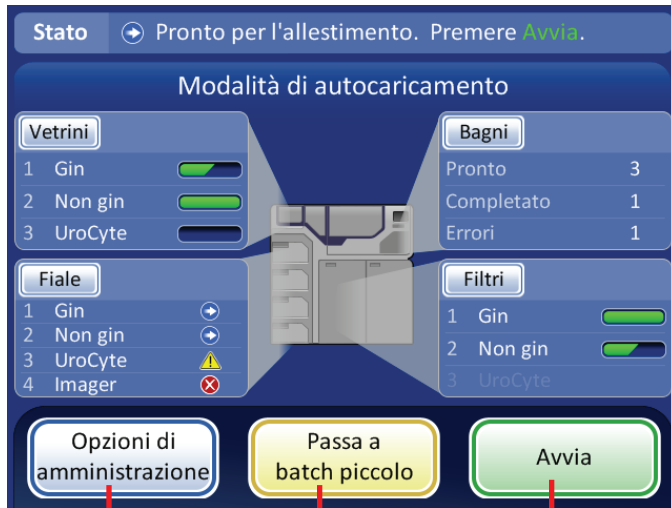 Stato Pronto per l'allestimento. Premere Avvia.
Modalità di autocaricamento
Vetrini
1 Gin
2 Non gin
3 UroCyte
Bagni
Pronto 3
Completato 1
Errori 1
Fiale
1 Gin
2 Non gin
3 UroCyte
4 Imager
Filtri
1 Gin
2 Non gin
3 UroCyte
Opzioni di
amministrazione
Passa a
batch piccolo
Avvia